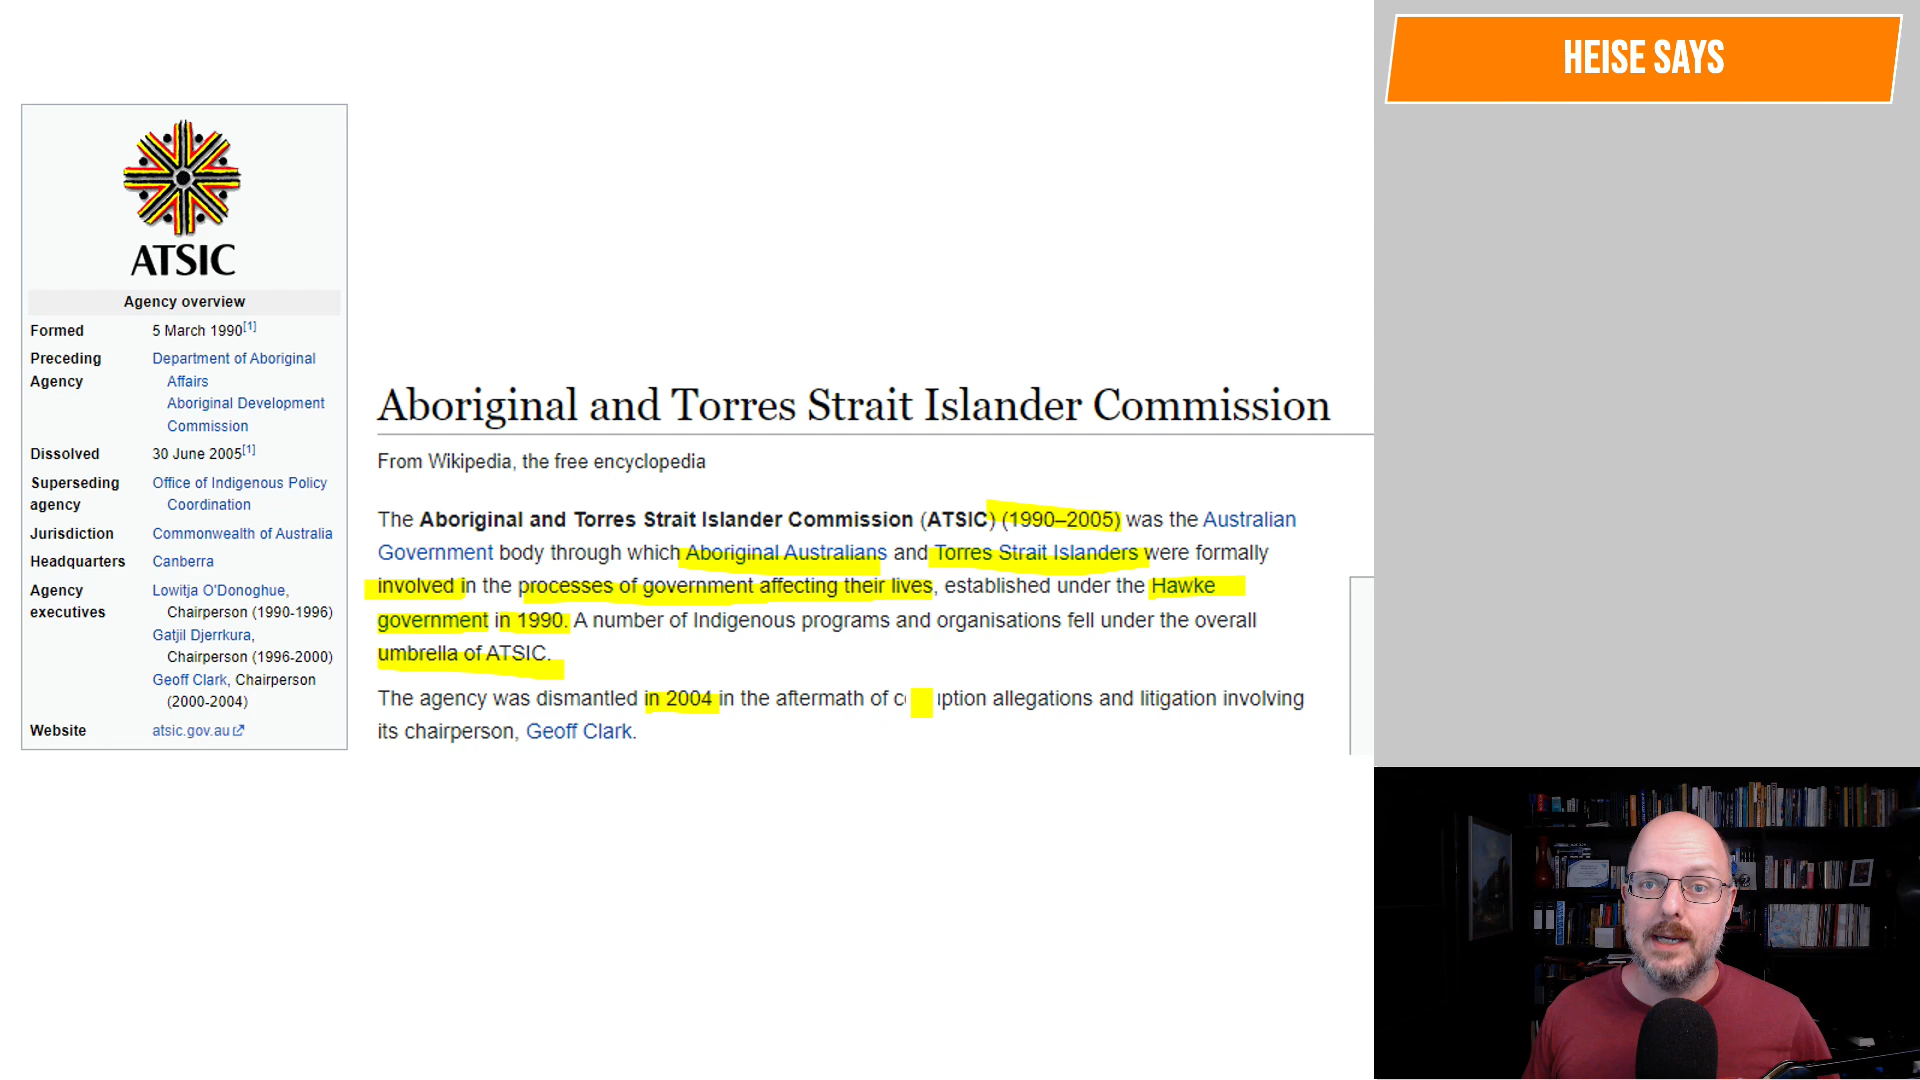 HEISE SAYS
ATSIC
Agency overview
Formed 5 March 1990[1]
Preceding Department of Aboriginal
Agency Affairs
Aboriginal Development
Commission
Dissolved 30 June 2005[1]
Superseding Office of Indigenous Policy
agency Coordination
Jurisdiction Commonwealth of Australia
Headquarters Canberra
Agency Lowitja O'Donoghue,
executives Chairperson (1990-1996)
Gatjil Djerrkura,
Chairperson (1996-2000)
Geoff Clark, Chairperson
(2000-2004)
Website atsic.gov.au
Aboriginal and Torres Strait Islander Commission
From Wikipedia, the free encyclopedia
The Aboriginal and Torres Strait Islander Commission (ATSIC) (1990–2005) was the Australian
Government body through which Aboriginal Australians and Torres Strait Islanders were formally
involved in the processes of government affecting their lives, established under the Hawke
government in 1990. A number of Indigenous programs and organisations fell under the overall
umbrella of ATSIC.
The agency was dismantled in 2004 in the aftermath of allegations and litigation involving
its chairperson, Geoff Clark.